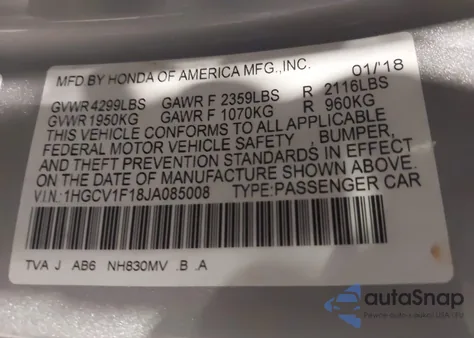 MFD.BY HONDA OF AMERICA MFG.,INC. 01/'18
GVWR 4299LBS GAWR F 2359LBS R 2116LBS
GVWR 1950KG GAWR F 1070KG R 960KG
THIS VEHICLE CONFORMS TO ALL APPLICABLE
FEDERAL MOTOR VEHICLE SAFETY , BUMPER,
AND THEFT PREVENTION STANDARDS IN EFFECT
ON THE DATE OF MANUFACTURE SHOWN ABOVE.
V.I.N.:1HGCV1F18JA085008 TYPE:PASSENGER CAR
TVA J AB6 NH830MV .B .A
autoSnap